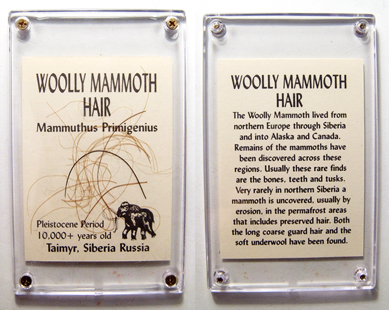 WOOLLY MAMMOTH
HAIR
Mammuthus Primigenius
Pleistocene Period
10,000+ years old
Taimyr, Siberia Russia
WOOLLY MAMMOTH
HAIR
The Woolly Mammoth lived from
northern Europe through Siberia
and into Alaska and Canada.
Remains of the mammoths have
been discovered across these
regions. Usually these rare finds
are the bones, teeth and tusks.
Very rarely in northern Siberia a
mammoth is uncovered, usually by
erosion, in the permafrost areas
that includes preserved hair. Both
the long coarse guard hair and the
soft underwool have been found.